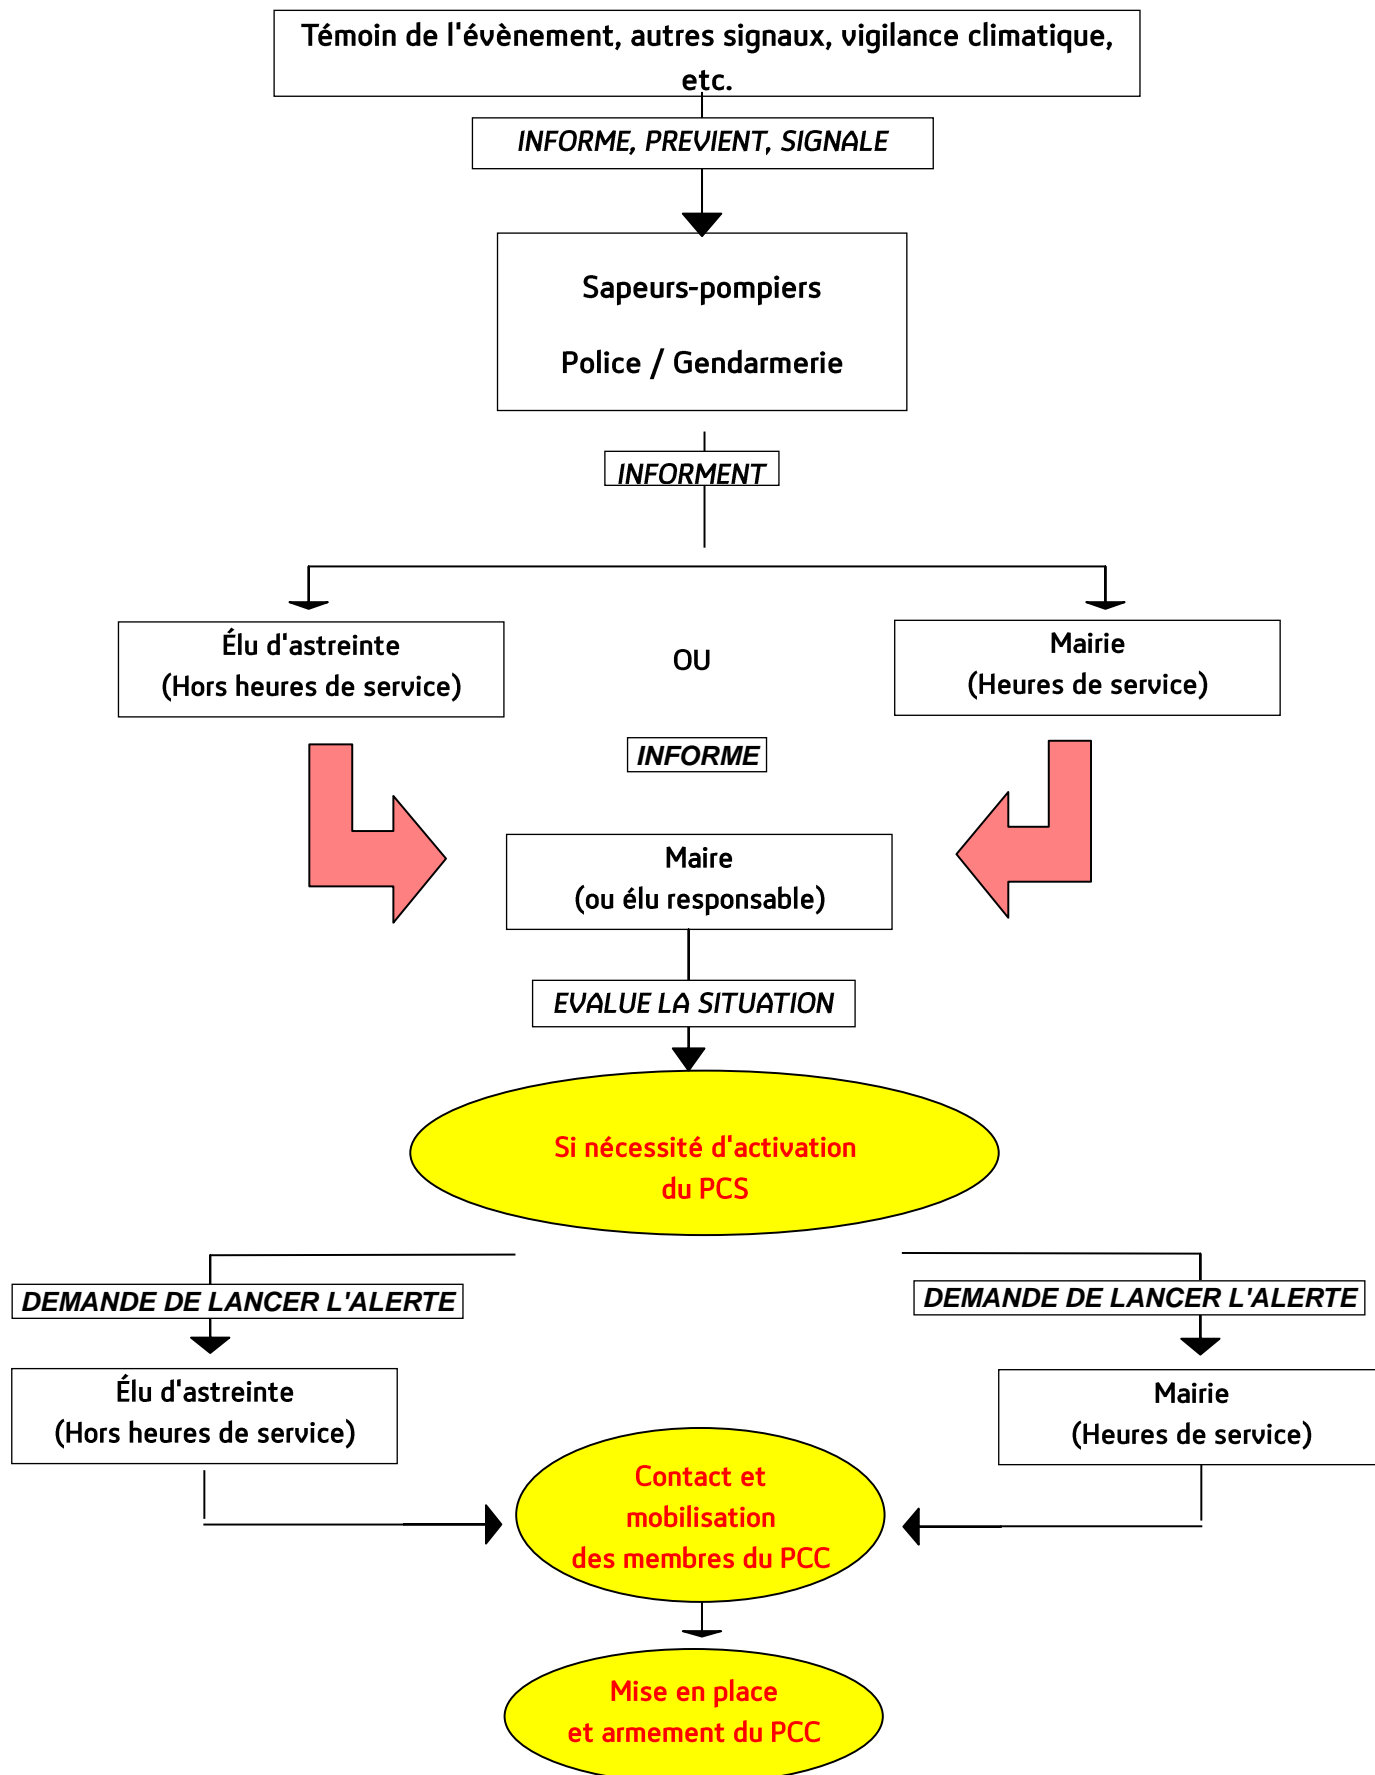 Témoin de l'évènement, autres signaux, vigilance climatique,
etc.
INFORME, PREVIENT, SIGNALE
Sapeurs-pompiers
Police / Gendarmerie
INFORMENT
Élu d'astreinte
(Hors heures de service)
OU
Mairie
(Heures de service)
INFORME
Maire
(ou élu responsable)
EVALUE LA SITUATION
Si nécessité d'activation
du PCS
DEMANDE DE LANCER L'ALERTE
DEMANDE DE LANCER L'ALERTE
Élu d'astreinte
(Hors heures de service)
Mairie
(Heures de service)
Contact et
mobilisation
des membres du PCC
Mise en place
et armement du PCC